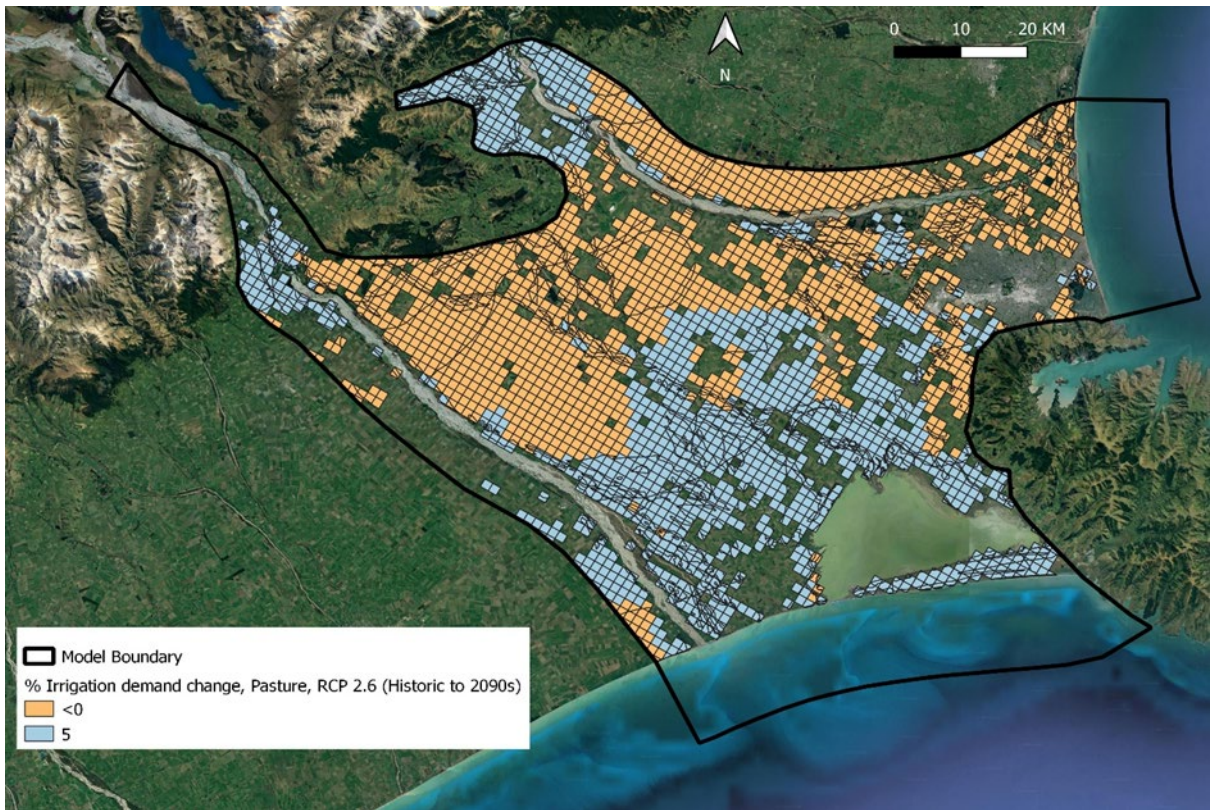 0 10 20 KM
N
Model Boundary
% Irrigation demand change, Pasture, RCP 2.6 (Historic to 2090s)
<0
5